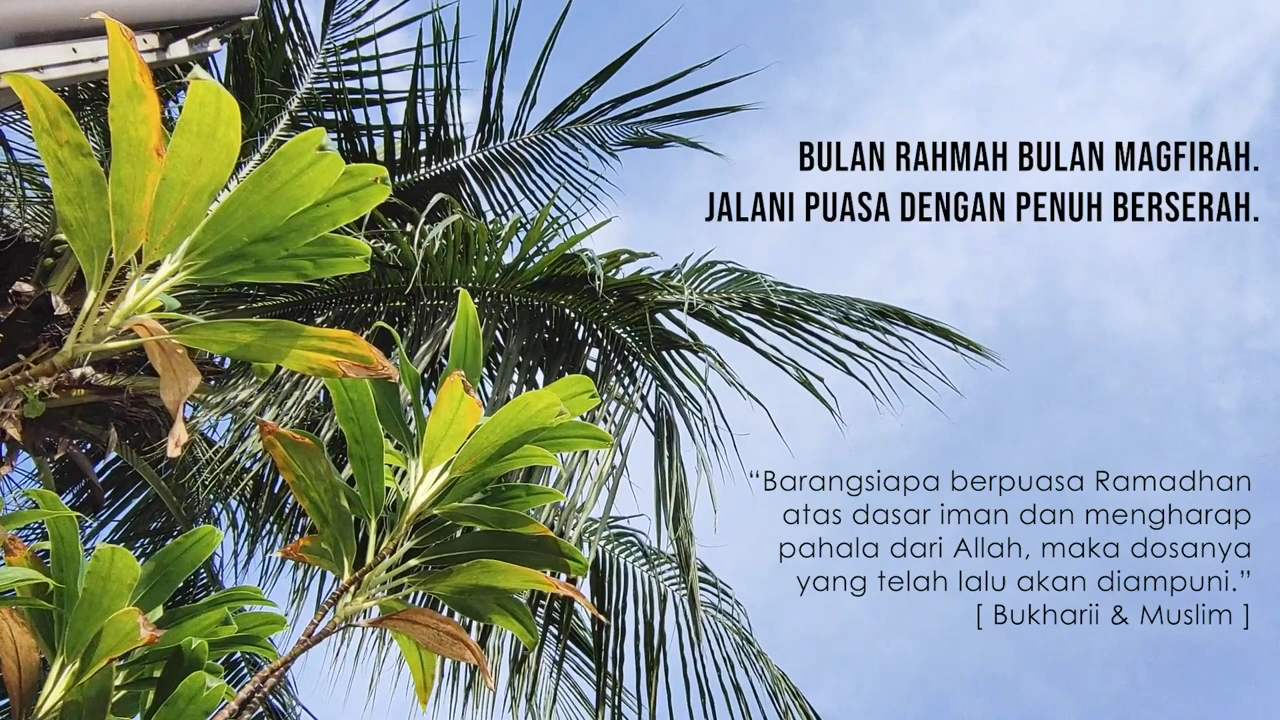 BULAN RAHMAH BULAN MAGFIRAH.
JALANI PUASA DENGAN PENUH BERSERAH.
“Barangsiapa berpuasa Ramadhan
atas dasar iman dan mengharap
pahala dari Allah, maka dosanya
yang telah lalu akan diampuni.”
[ Bukharii & Muslim ]